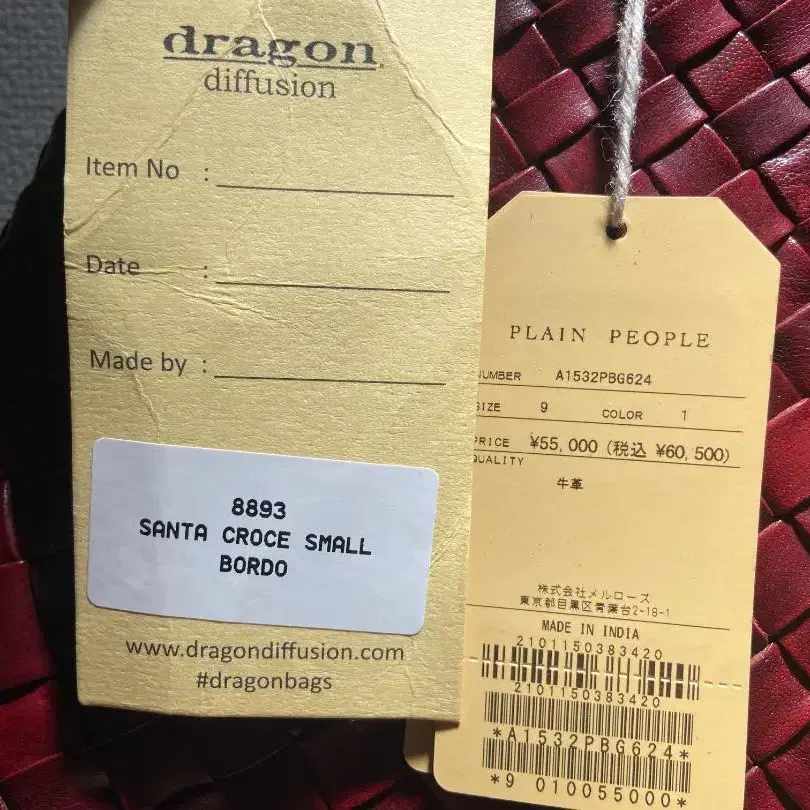 dragon
diffusion
Item No :
Date :
Made by :
8893
SANTA CROCE SMALL
BORDO
www.dragondiffusion.com
#dragonbags
PLAIN PEOPLE
NUMBER A1532PBG624
SIZE 9 COLOR 1
PRICE ¥55,000 (税込 ¥60,500)
QUALITY
牛革
株式会社メルローズ
東京都目黒区青葉台2-18-1
MADE IN INDIA
2101150383420
2101150383420
*A1532PBG624*
*9 010055000*